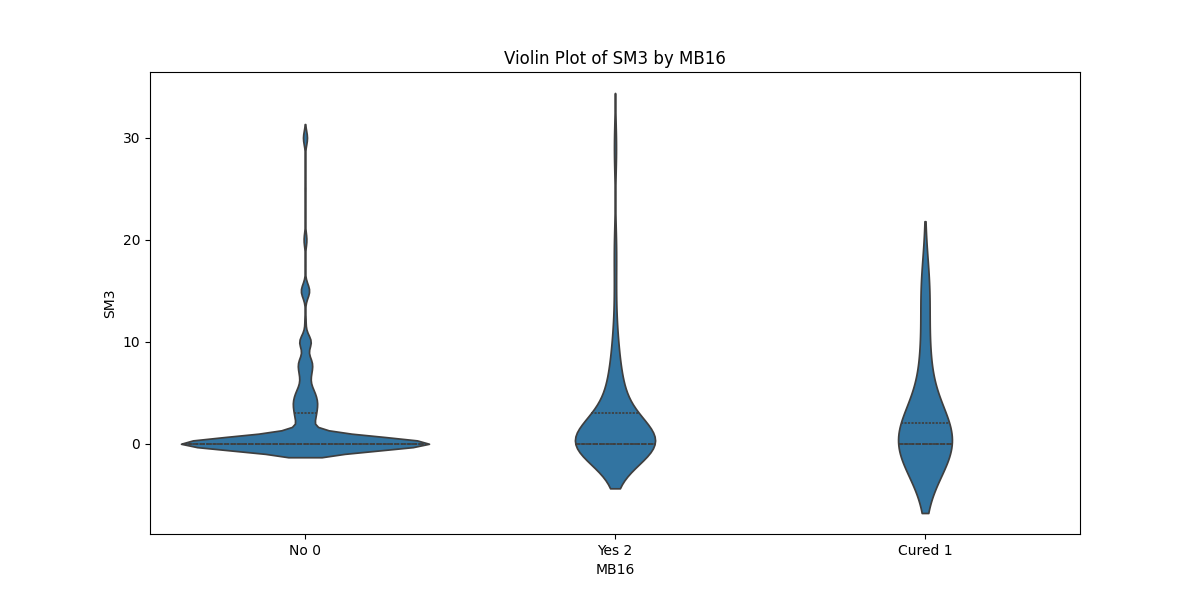 Violin Plot of SM3 by MB16
30
20
10
0
SM3
No 0
Yes 2
Cured 1
MB16